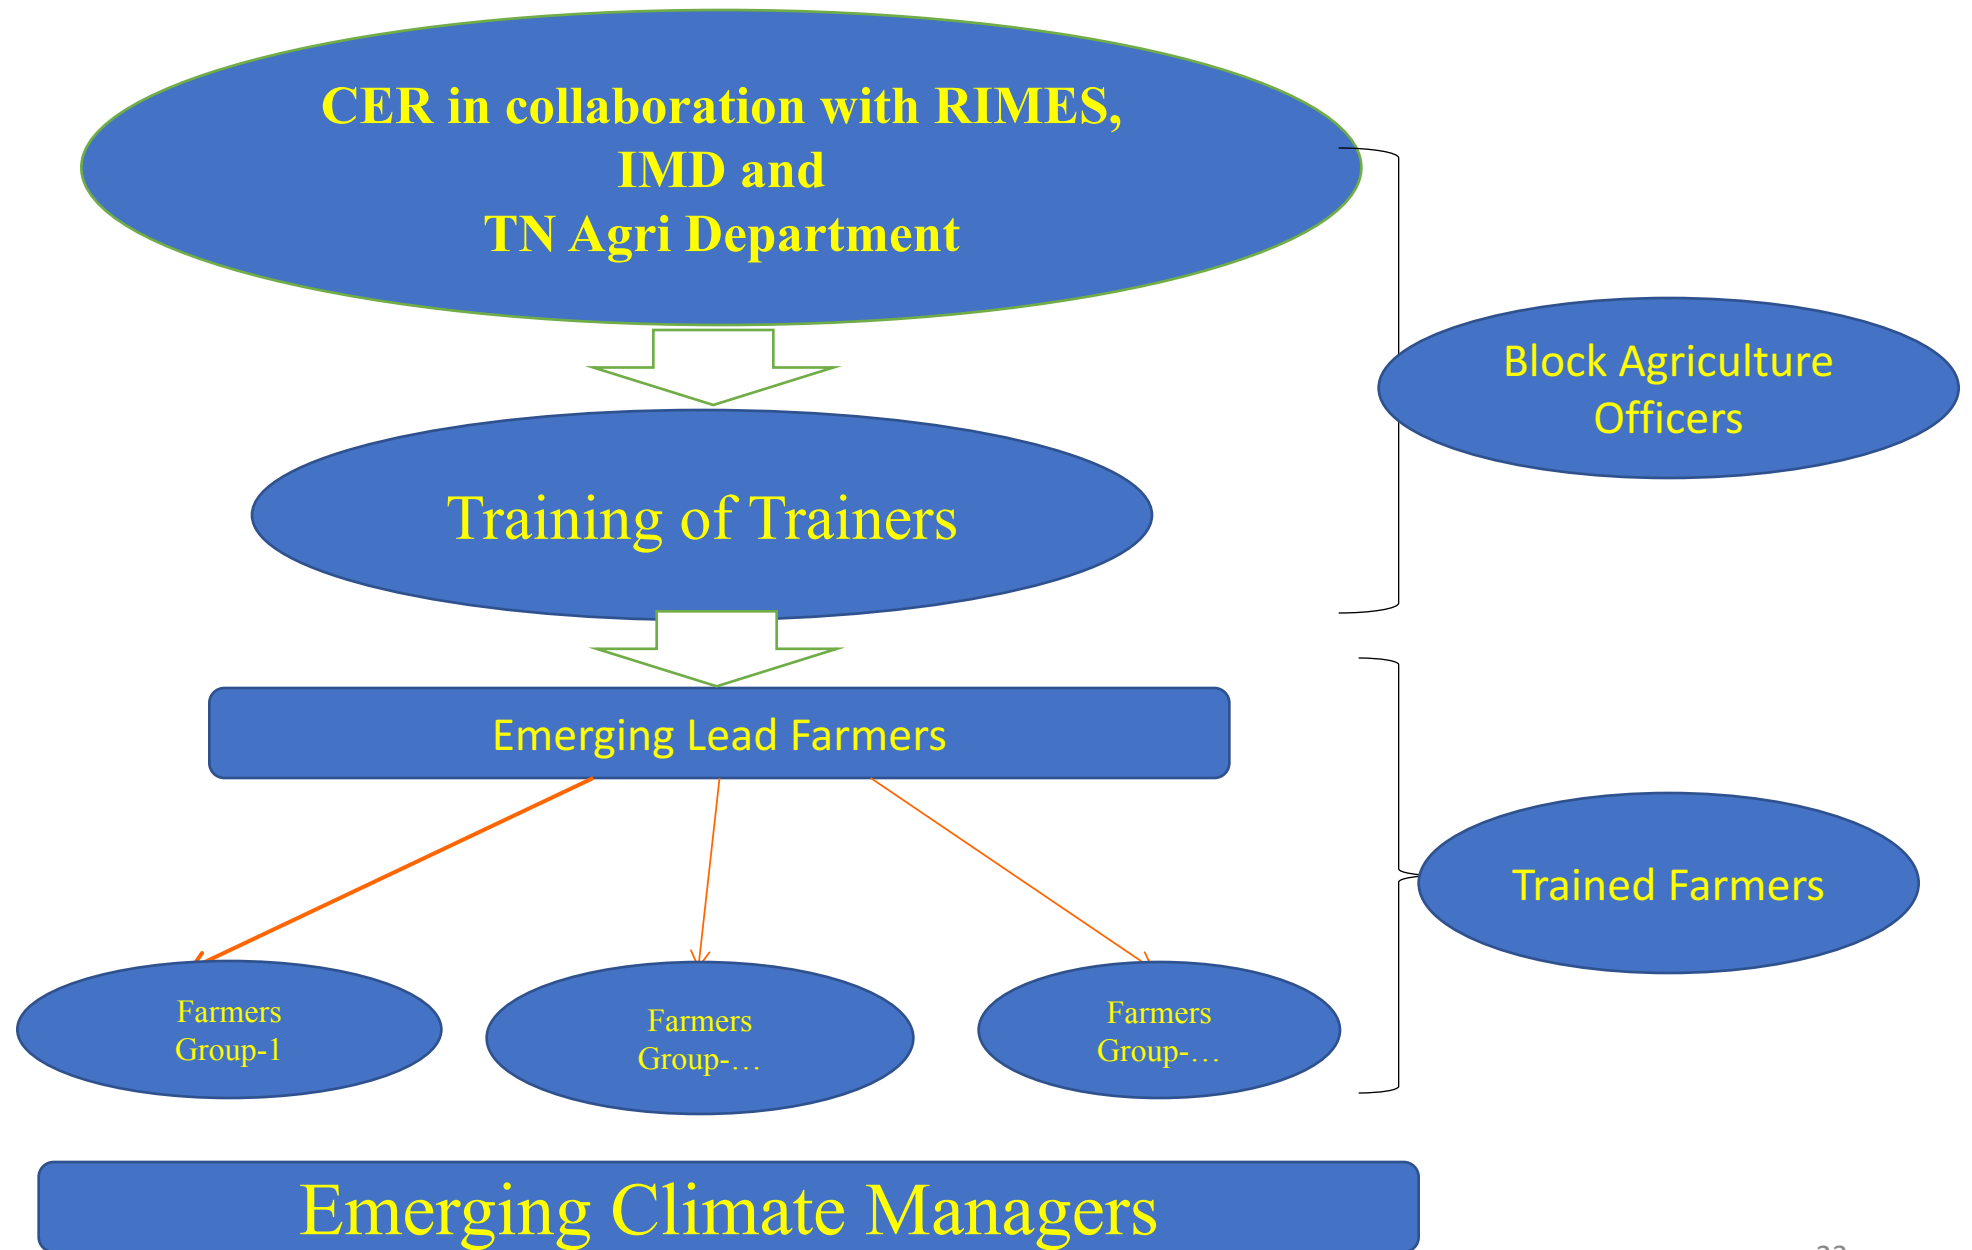 CER in collaboration with RIMES,
IMD and
TN Agri Department
Block Agriculture
Officers
Training of Trainers
Emerging Lead Farmers
Trained Farmers
Farmers
Group-1
Farmers
Group-…
Farmers
Group-…
Emerging Climate Managers